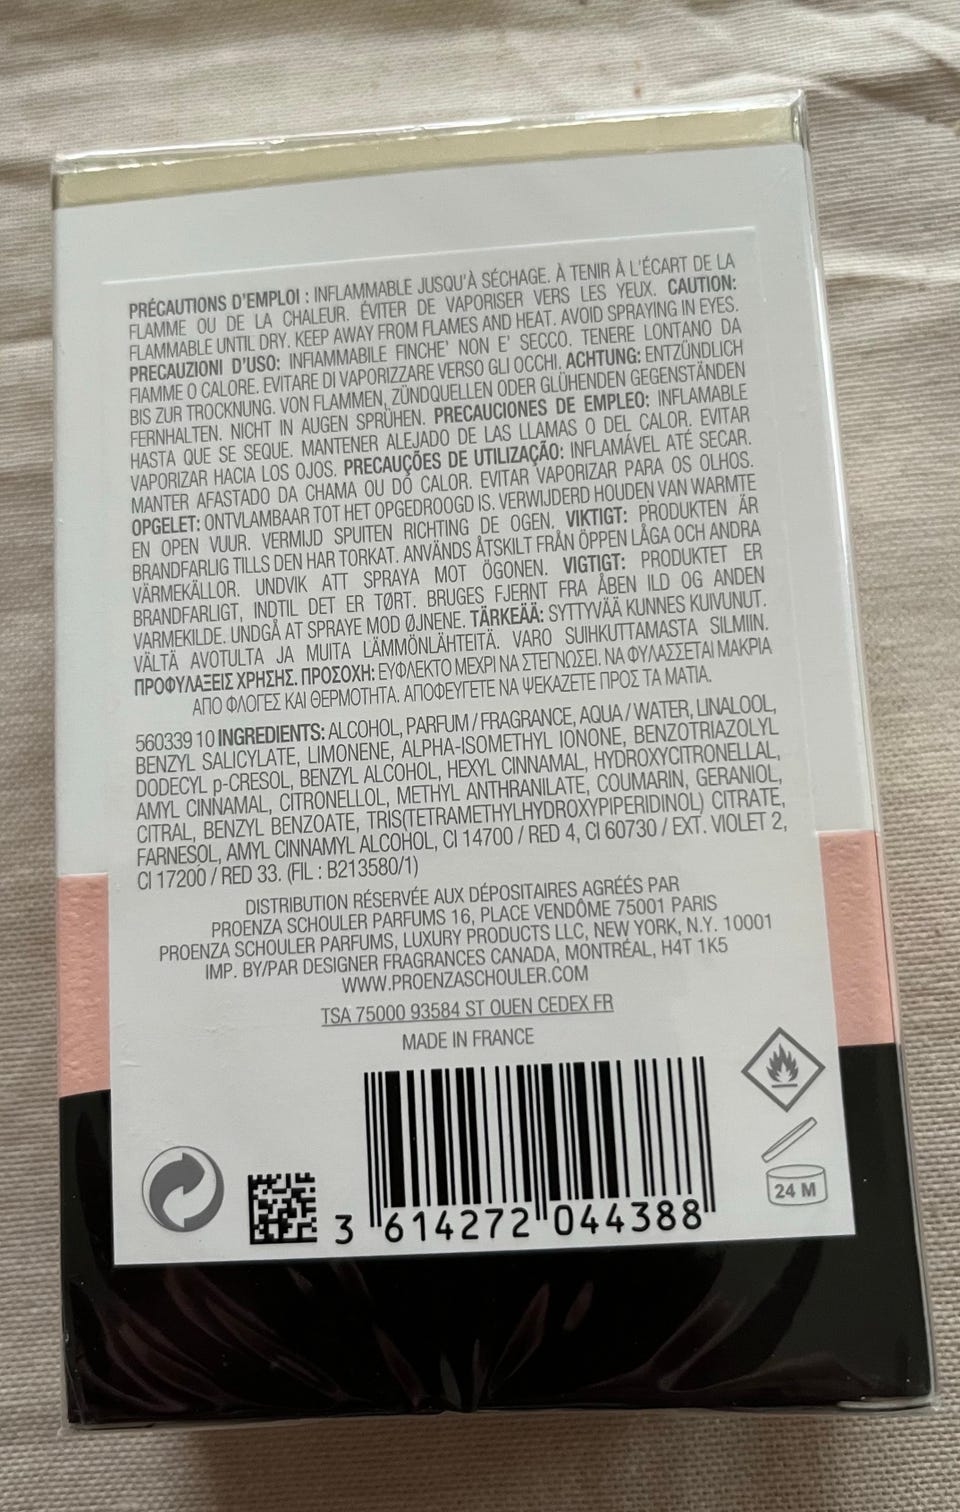 PRÉCAUTIONS D'EMPLOI : INFLAMMABLE JUSQU'À SÉCHAGE. À TENIR À L'ÉCART DE LA
FLAMME OU DE LA CHALEUR. ÉVITER DE VAPORISER VERS LES YEUX. CAUTION:
FLAMMABLE UNTIL DRY. KEEP AWAY FROM FLAMES AND HEAT. AVOID SPRAYING IN EYES.
PRECAUZIONI D'USO: INFIAMMABILE FINCHE' NON E' SECCO. TENERE LONTANO DA
FIAMME O CALORE. EVITARE DI VAPORIZZARE VERSO GLI OCCHI. ACHTUNG: ENTZÜNDLICH
BIS ZUR TROCKNUNG. VON FLAMMEN, ZÜNDQUELLEN ODER GLÜHENDEN GEGENSTÄNDEN
FERNHALTEN. NICHT IN AUGEN SPRÜHEN. PRECAUCIONES DE EMPLEO: INFLAMABLE
HASTA QUE SE SEQUE. MANTENER ALEJADO DE LAS LLAMAS O DEL CALOR. EVITAR
VAPORIZAR HACIA LOS OJOS. PRECAUÇÕES DE UTILIZAÇÃO: INFLAMÁVEL ATÉ SECAR.
MANTER AFASTADO DA CHAMA OU DO CALOR. EVITAR VAPORIZAR PARA OS OLHOS.
OPGELET: ONTVLAMBAAR TOT HET OPGEDROOGD IS. VERWIJDERD HOUDEN VAN WARMTE
EN OPEN VUUR. VERMIJD SPUITEN RICHTING DE OGEN. VIKTIGT: PRODUKTEN ÄR
BRANDFARLIG TILLS DEN HAR TORKAT. ANVÄNDS ÅTSKILT FRÅN ÖPPEN LÅGA OCH ANDRA
VÄRMEKÄLLOR. UNDVIK ATT SPRAYA MOT ÖGONEN. VIGTIGT: PRODUKTET ER
BRANDFARLIGT, INDTIL DET ER TØRT. BRUGES FJERNT FRA ÅBEN ILD OG ANDEN
VARMEKILDE. UNDGÅ AT SPRAYE MOD ØJNENE. TÄRKEÄÄ: SYTTYVÄÄ KUNNES KUIVUNUT.
VÄLTÄ AVOTULTA JA MUITA LÄMMÖNLÄHTEITÄ. VARO SUIHKUTTAMASTA SILMIIN.
ΠΡΟΦΥΛΑΞΕΙΣ ΧΡΗΣΗΣ. ΠΡΟΣΟΧΗ: ΕΥΦΛΕΚΤΟ ΜΕΧΡΙ ΝΑ ΣΤΕΓΝΩΣΕΙ. ΝΑ ΦΥΛΑΣΣΕΤΑΙ ΜΑΚΡΙΑ
ΑΠΟ ΦΛΟΓΕΣ ΚΑΙ ΘΕΡΜΟΤΗΤΑ. ΑΠΟΦΕΥΓΕΤΕ ΝΑ ΨΕΚΑΖΕΤΕ ΠΡΟΣ ΤΑ ΜΑΤΙΑ.
560339 10 INGREDIENTS: ALCOHOL, PARFUM / FRAGRANCE, AQUA / WATER, LINALOOL,
BENZYL SALICYLATE, LIMONENE, ALPHA-ISOMETHYL IONONE, BENZOTRIAZOLYL
DODECYL p-CRESOL, BENZYL ALCOHOL, HEXYL CINNAMAL, HYDROXYCITRONELLAL,
AMYL CINNAMAL, CITRONELLOL, METHYL ANTHRANILATE, COUMARIN, GERANIOL,
CITRAL, BENZYL BENZOATE, TRIS(TETRAMETHYLHYDROXYPIPERIDINOL) CITRATE,
FARNESOL, AMYL CINNAMYL ALCOHOL, CI 14700 / RED 4, CI 60730 / EXT. VIOLET 2,
CI 17200 / RED 33. (FIL : B213580/1)
DISTRIBUTION RÉSERVÉE AUX DÉPOSITAIRES AGRÉÉS PAR
PROENZA SCHOULER PARFUMS 16, PLACE VENDÔME 75001 PARIS
PROENZA SCHOULER PARFUMS, LUXURY PRODUCTS LLC, NEW YORK, N.Y. 10001
IMP. BY/PAR DESIGNER FRAGRANCES CANADA, MONTRÉAL, H4T 1K5
WWW.PROENZASCHOULER.COM
TSA 75000 93584 ST OUEN CEDEX FR
MADE IN FRANCE
24 M
3 614272 044388